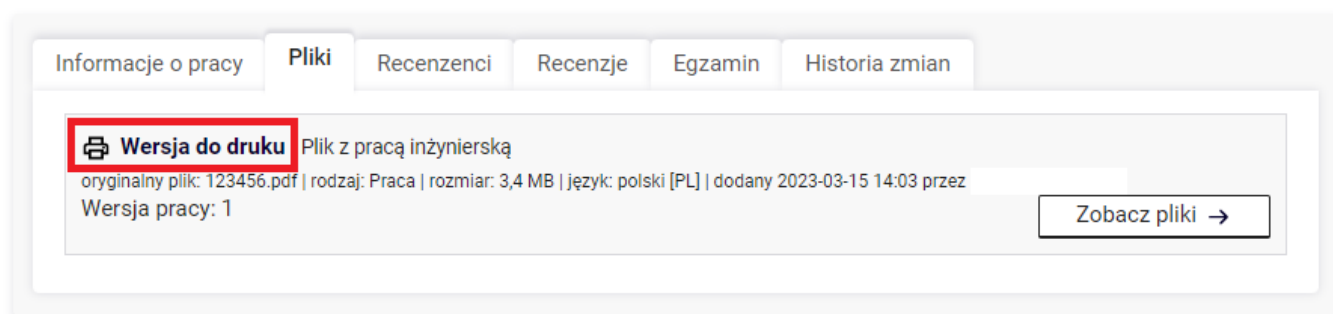 Informacje o pracy Pliki Recenzenci Recenzje Egzamin Historia zmian
Wersja do druku Plik z pracą inżynierską
oryginalny plik: 123456.pdf | rodzaj: Praca | rozmiar: 3,4 MB | język: polski [PL] | dodany 2023-03-15 14:03 przez
Wersja pracy: 1
Zobacz pliki →